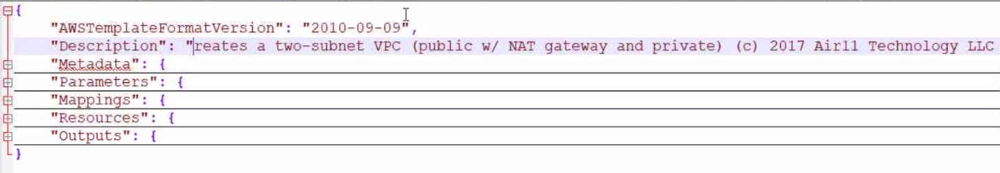 {
"AWSTemplateFormatVersion": "2010-09-09",
"Description": "reates a two-subnet VPC (public w/ NAT gateway and private) (c) 2017 Air11 Technology LLC
"Metadata": {
"Parameters": {
"Mappings": {
"Resources": {
"Outputs": {
}